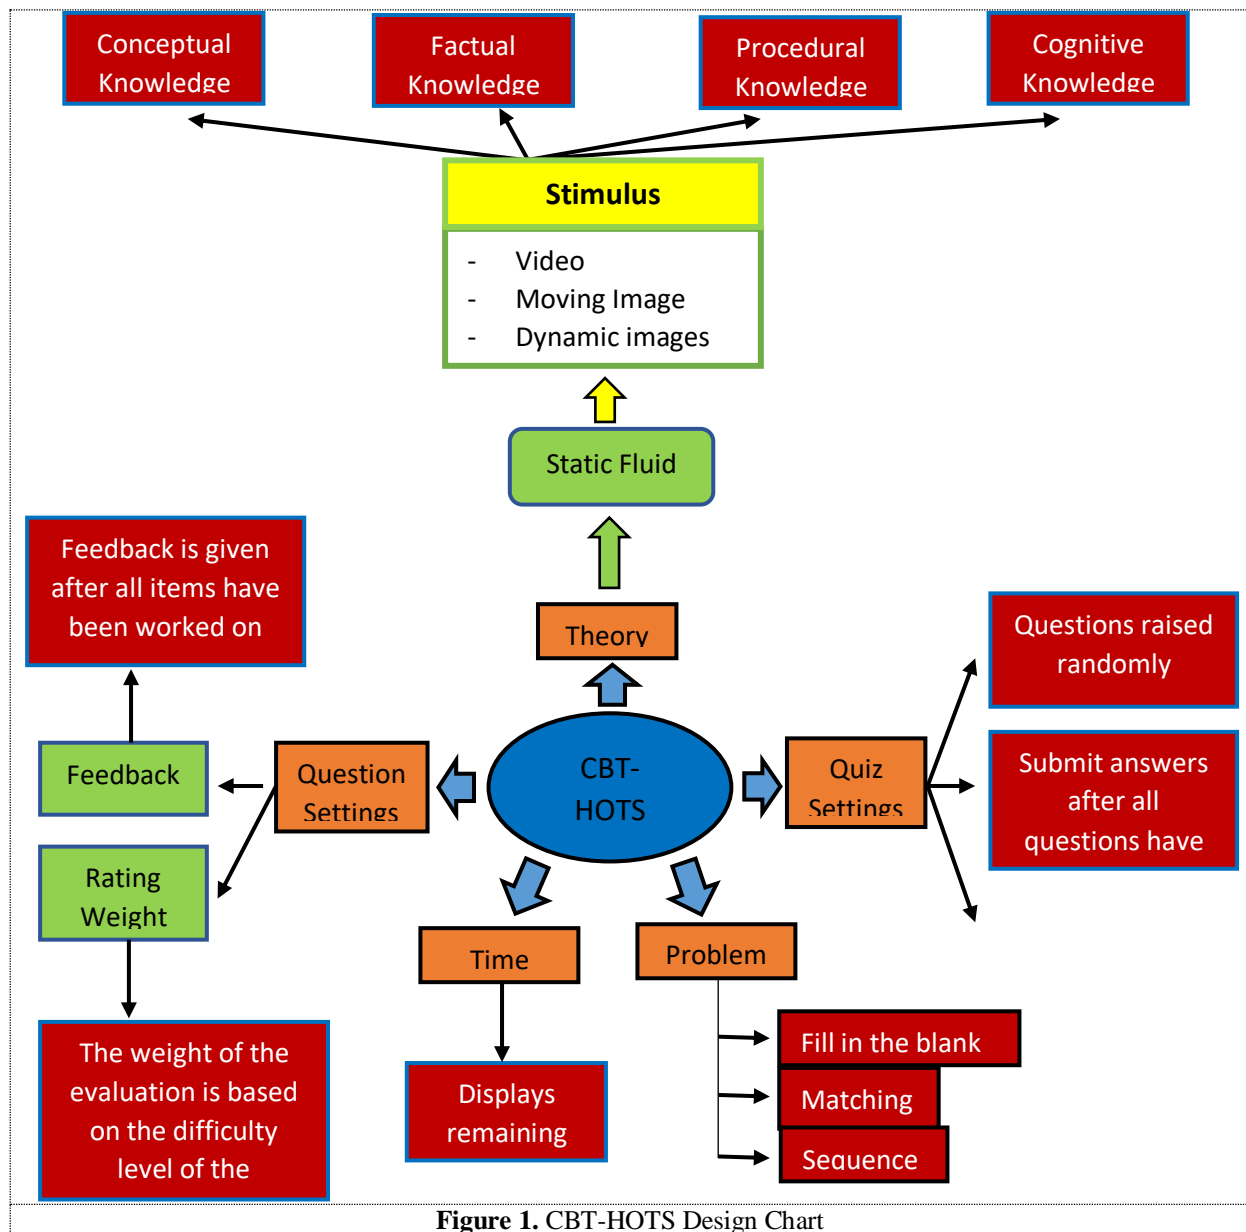 Conceptual
Knowledge
Factual
Knowledge
Procedural
Knowledge
Cognitive
Knowledge
Stimulus
- Video
- Moving Image
- Dynamic images
Static Fluid
Feedback is given
after all items have
been worked on
Theory
Questions raised
randomly
Feedback
Question
Settings
CBT-
HOTS
Quiz
Settings
Submit answers
after all
questions have
Rating
Weight
Time
Problem
The weight of the
evaluation is based
on the difficulty
level of the
Displays
remaining
Fill in the blank
Matching
Sequence
Figure 1. CBT-HOTS Design Chart